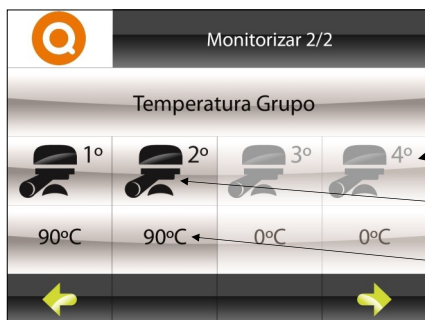 Monitorizar 2/2
Temperatura Grupo
1º 2º 3º 4º
90ºC 90ºC 0ºC 0ºC